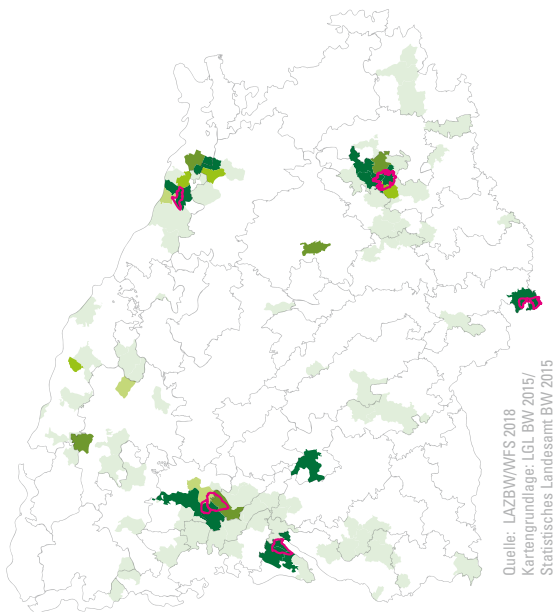 Quelle: LAZBW/WFS 2018
Kartengrundlage: LGL BW 2015/
Statistisches Landesamt BW 2015